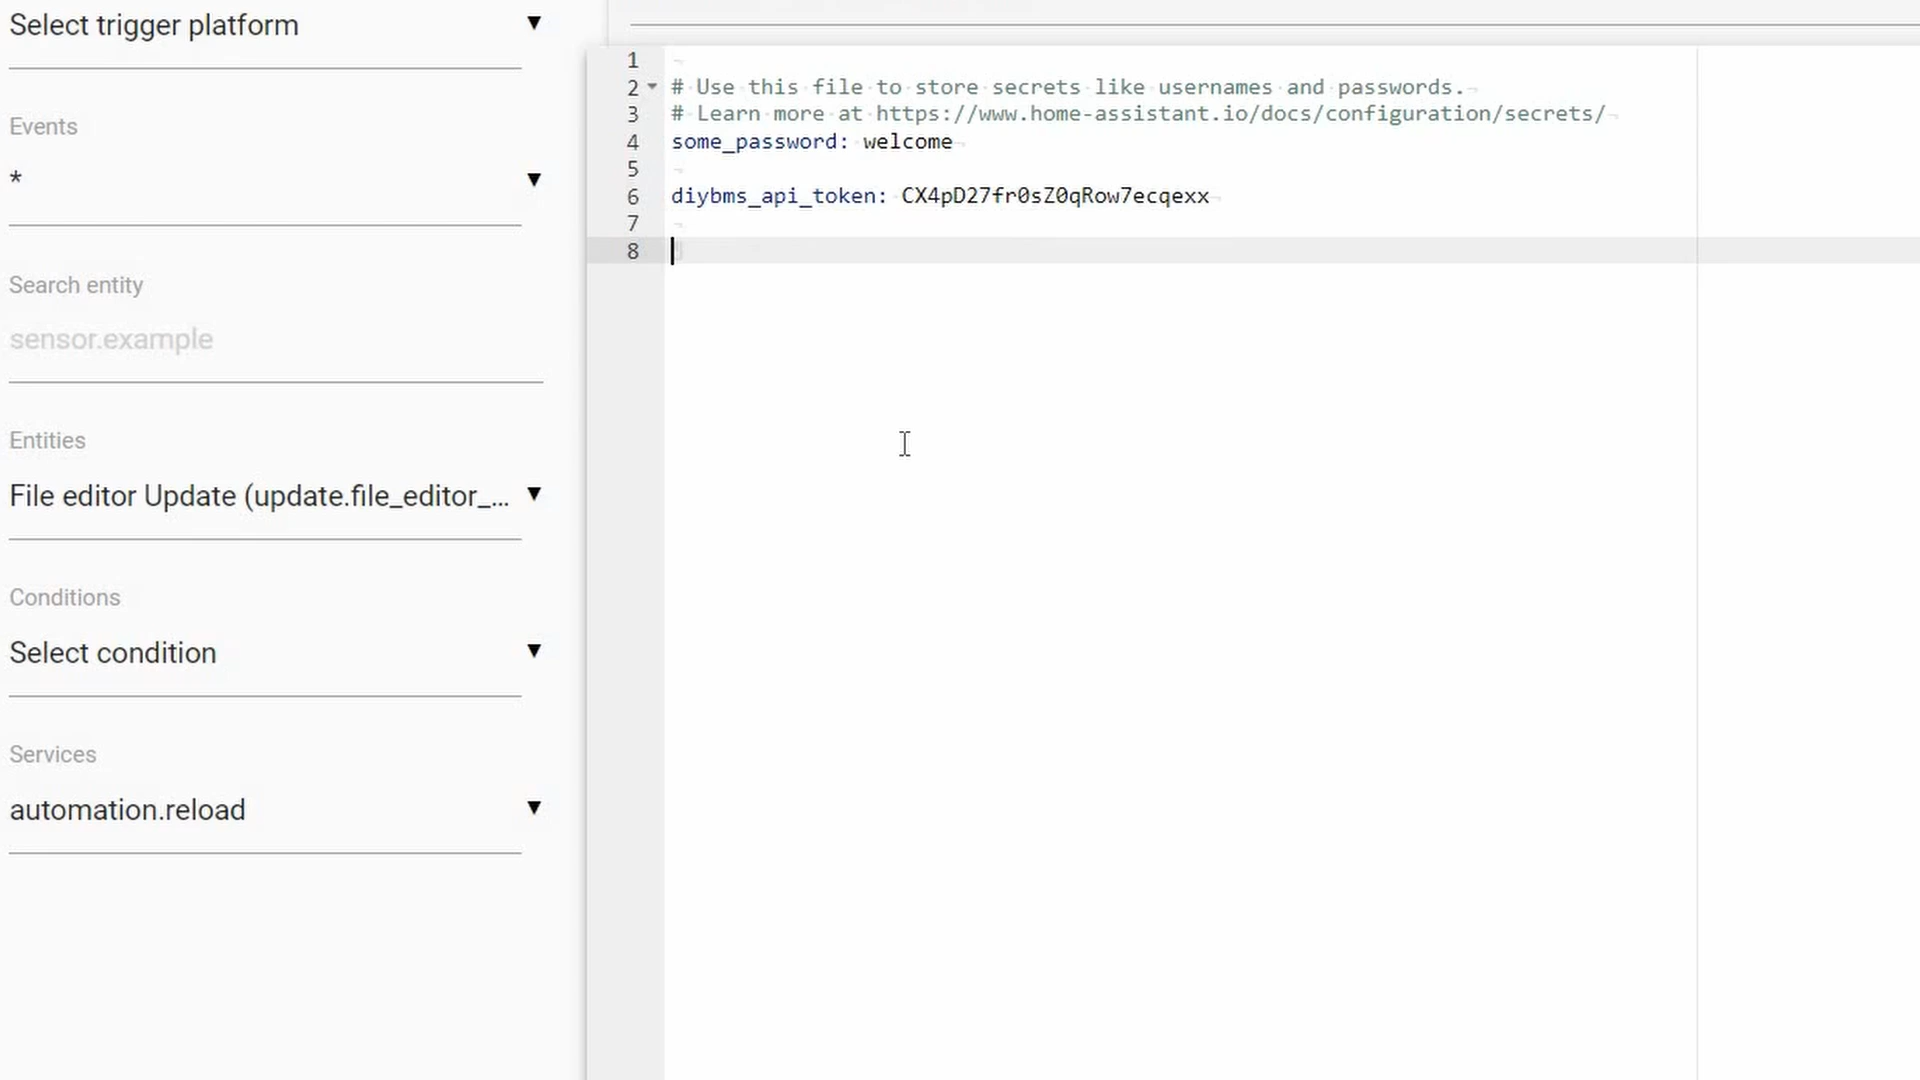 Select trigger platform
Events
*
Search entity
sensor.example
Entities
File editor Update (update.file_editor_...
Conditions
Select condition
Services
automation.reload
1
2 # Use this file to store secrets like usernames and passwords.
3 # Learn more at https://www.home-assistant.io/docs/configuration/secrets/
4 some_password: welcome
5
6 diybms_api_token: CX4pD27fr0sZ0qRow7ecqexx
7
8